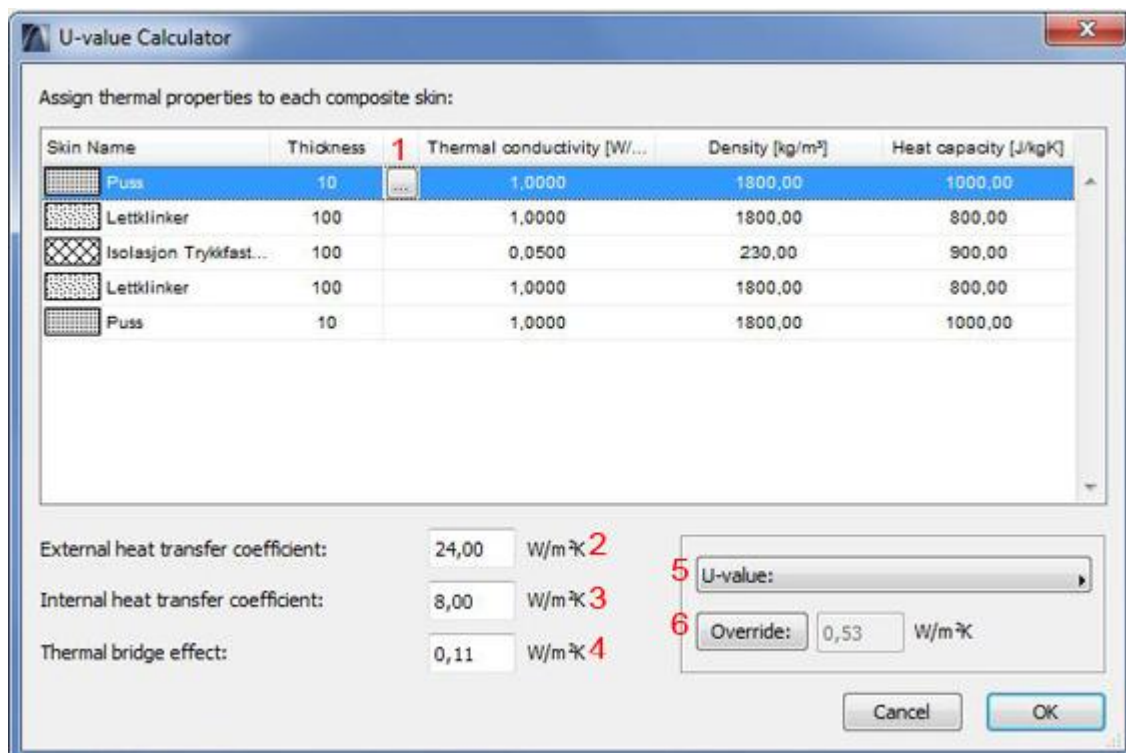 U-value Calculator
Assign thermal properties to each composite skin:
Skin Name Thickness 1 Thermal conductivity [W/... Density [kg/m³] Heat capacity [J/kgK]
Puss 10 ... 1,0000 1800,00 1000,00
Lettklinker 100 1,0000 1800,00 800,00
Isolasjon Trykkfast... 100 0,0500 230,00 900,00
Lettklinker 100 1,0000 1800,00 800,00
Puss 10 1,0000 1800,00 1000,00
External heat transfer coefficient: 24,00 W/m²K 2
Internal heat transfer coefficient: 8,00 W/m²K 3
Thermal bridge effect: 0,11 W/m²K 4
5 U-value:
6 Override: 0,53 W/m²K
Cancel OK